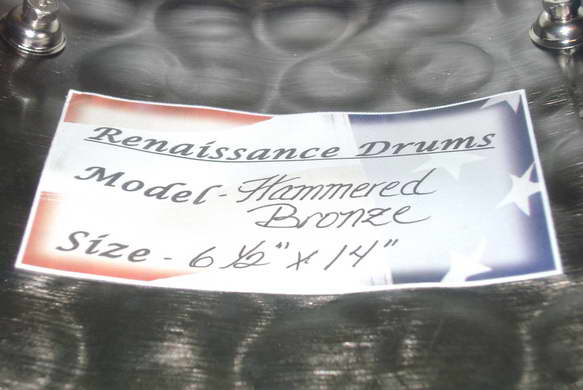 Renaissance Drums
Model - Hammered
Bronze
Size - 6 1/2" x 14"